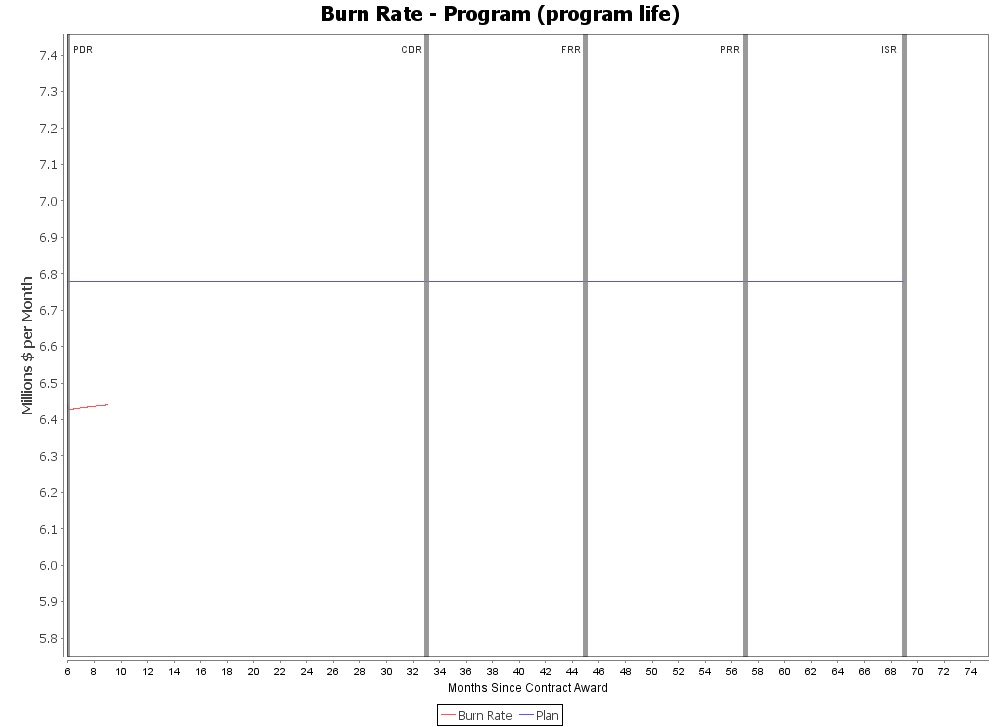 Burn Rate - Program (program life)
PDR CDR FRR PRR ISR
7.4
7.3
7.2
7.1
7.0
6.9
6.8
6.7
6.6
6.5
6.4
6.3
6.2
6.1
6.0
5.9
5.8
Millions $ per Month
6 8 10 12 14 16 18 20 22 24 26 28 30 32 34 36 38 40 42 44 46 48 50 52 54 56 58 60 62 64 66 68 70 72 74
Months Since Contract Award
Burn Rate Plan